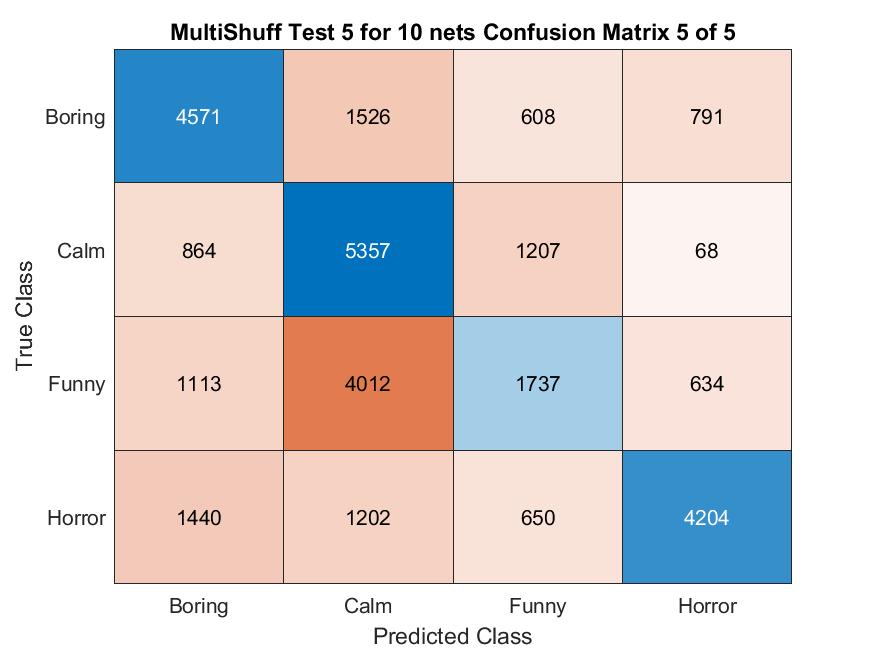 MultiShuff Test 5 for 10 nets Confusion Matrix 5 of 5
True Class
Boring 4571 1526 608 791
Calm 864 5357 1207 68
Funny 1113 4012 1737 634
Horror 1440 1202 650 4204
Boring Calm Funny Horror
Predicted Class